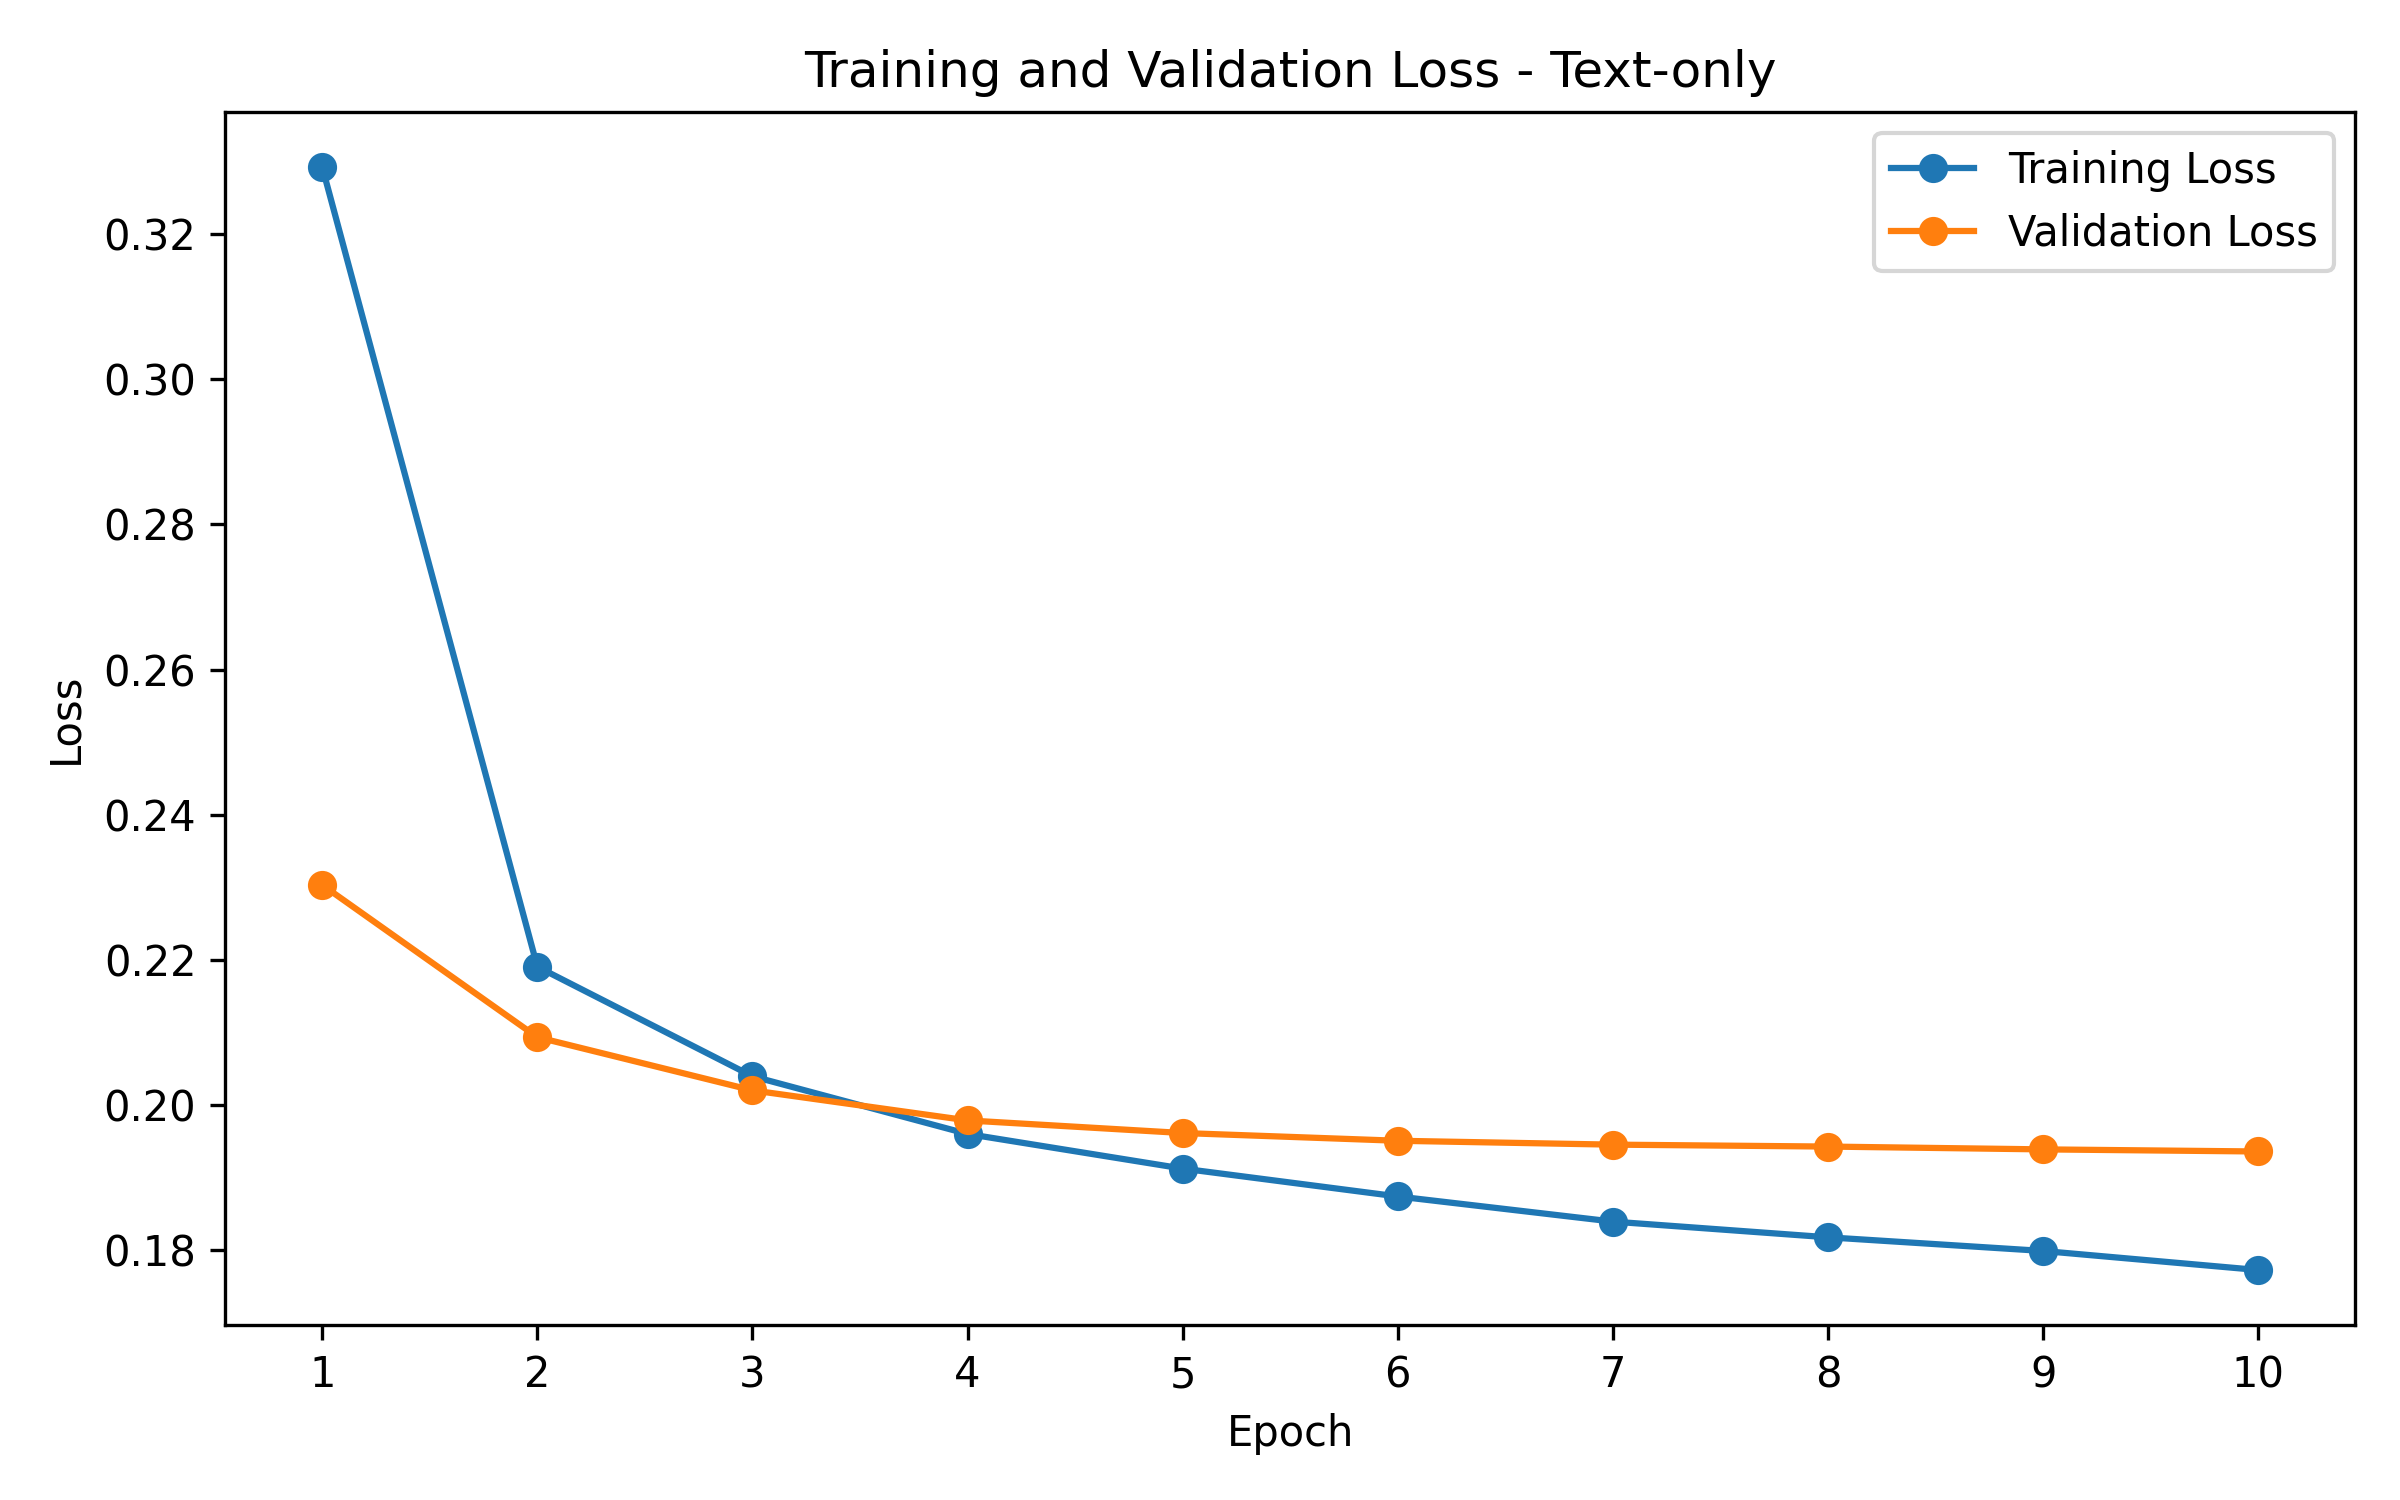 Training and Validation Loss - Text-only
Training Loss
Validation Loss
0.32
0.30
0.28
0.26
0.24
0.22
0.20
0.18
Loss
1 2 3 4 5 6 7 8 9 10
Epoch